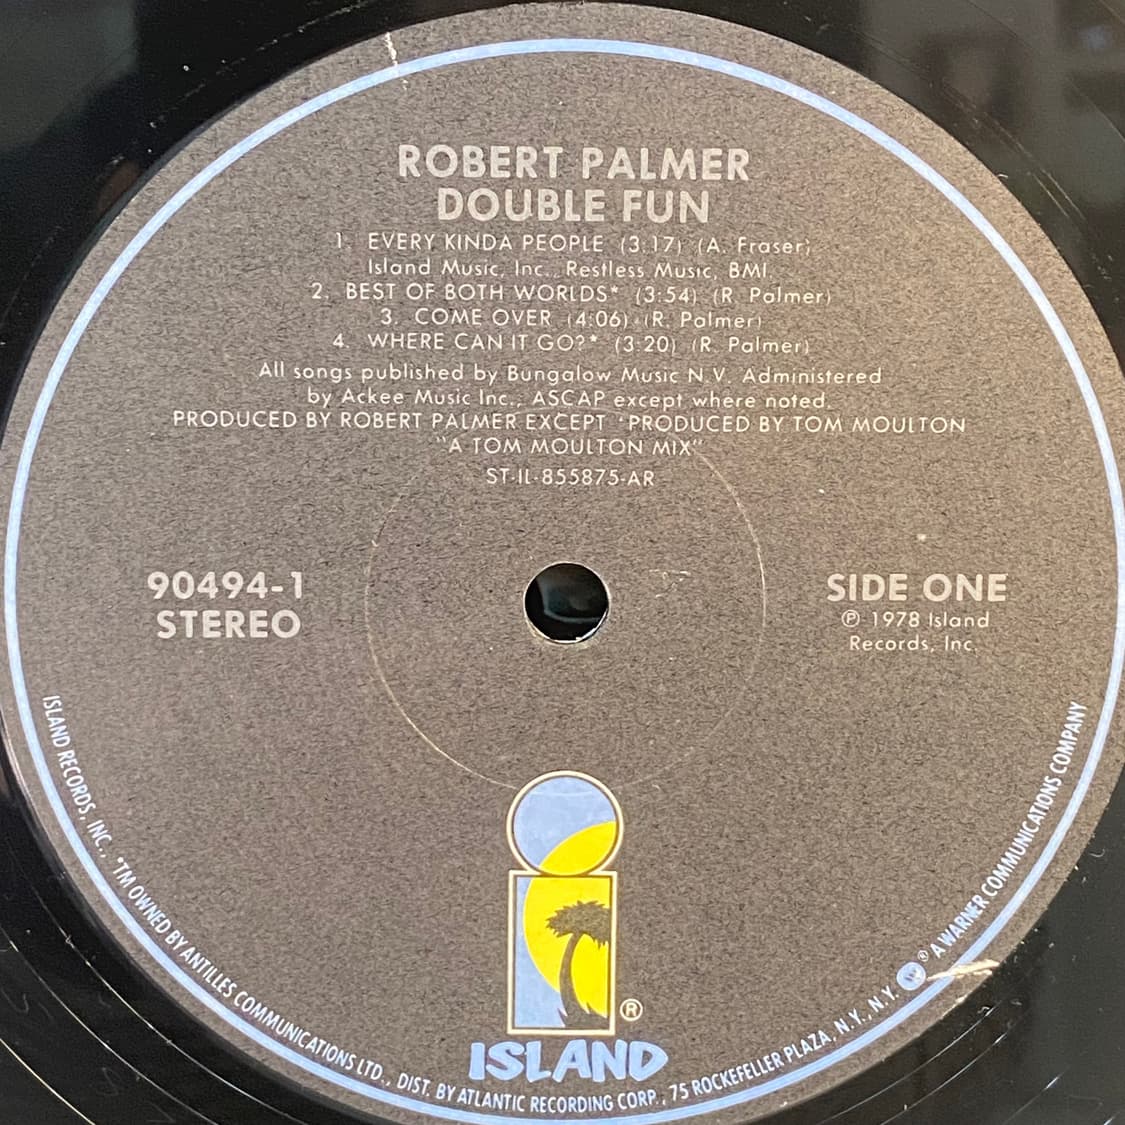 ROBERT PALMER
DOUBLE FUN
1. EVERY KINDA PEOPLE (3:17) (A. Fraser)
Island Music, Inc., Restless Music, BMI.
2. BEST OF BOTH WORLDS* (3:54) (R. Palmer)
3. COME OVER (4:06) (R. Palmer)
4. WHERE CAN IT GO?* (3:20) (R. Palmer)
All songs published by Bungalow Music N.V. Administered
by Ackee Music Inc., ASCAP except where noted.
PRODUCED BY ROBERT PALMER EXCEPT *PRODUCED BY TOM MOULTON
"A TOM MOULTON MIX"
ST-IL-855875-AR
90494-1
STEREO
SIDE ONE
℗ 1978 Island
Records, Inc.
®
ISLAND
ISLAND RECORDS, INC., *TM OWNED BY ANTILLES COMMUNICATIONS LTD., DIST. BY ATLANTIC RECORDING CORP., 75 ROCKEFELLER PLAZA, N.Y., N.Y. W ® A WARNER COMMUNICATIONS COMPANY